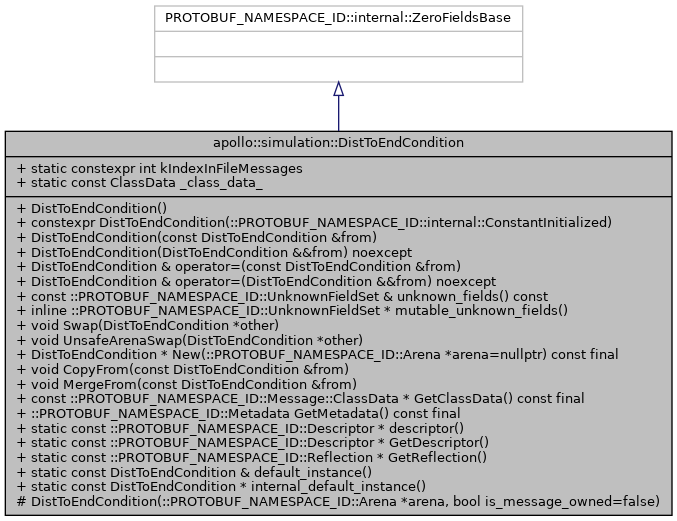 PROTOBUF_NAMESPACE_ID::internal::ZeroFieldsBase
apollo::simulation::DistToEndCondition
+ static constexpr int kIndexInFileMessages
+ static const ClassData _class_data_
+ DistToEndCondition()
+ constexpr DistToEndCondition(::PROTOBUF_NAMESPACE_ID::internal::ConstantInitialized)
+ DistToEndCondition(const DistToEndCondition &from)
+ DistToEndCondition(DistToEndCondition &&from) noexcept
+ DistToEndCondition & operator=(const DistToEndCondition &from)
+ DistToEndCondition & operator=(DistToEndCondition &&from) noexcept
+ const ::PROTOBUF_NAMESPACE_ID::UnknownFieldSet & unknown_fields() const
+ inline ::PROTOBUF_NAMESPACE_ID::UnknownFieldSet * mutable_unknown_fields()
+ void Swap(DistToEndCondition *other)
+ void UnsafeArenaSwap(DistToEndCondition *other)
+ DistToEndCondition * New(::PROTOBUF_NAMESPACE_ID::Arena *arena=nullptr) const final
+ void CopyFrom(const DistToEndCondition &from)
+ void MergeFrom(const DistToEndCondition &from)
+ const ::PROTOBUF_NAMESPACE_ID::Message::ClassData * GetClassData() const final
+ ::PROTOBUF_NAMESPACE_ID::Metadata GetMetadata() const final
+ static const ::PROTOBUF_NAMESPACE_ID::Descriptor * descriptor()
+ static const ::PROTOBUF_NAMESPACE_ID::Descriptor * GetDescriptor()
+ static const ::PROTOBUF_NAMESPACE_ID::Reflection * GetReflection()
+ static const DistToEndCondition & default_instance()
+ static const DistToEndCondition * internal_default_instance()
# DistToEndCondition(::PROTOBUF_NAMESPACE_ID::Arena *arena, bool is_message_owned=false)